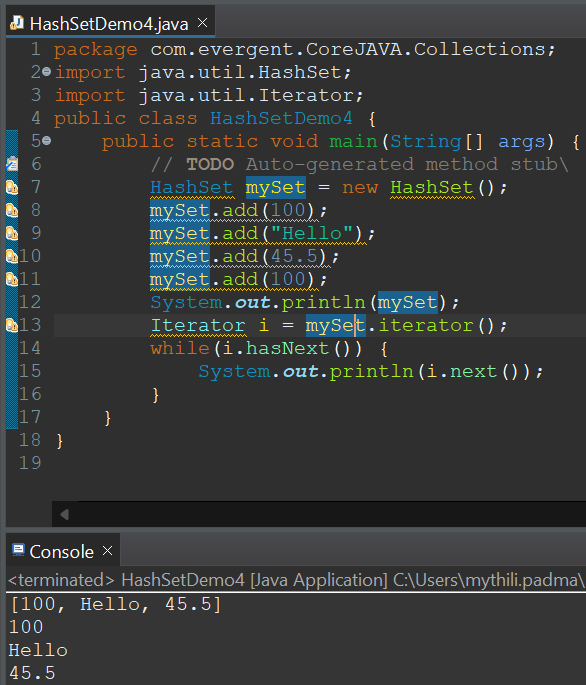 HashSetDemo4.java
1 package com.evergent.CoreJAVA.Collections;
2 import java.util.HashSet;
3 import java.util.Iterator;
4 public class HashSetDemo4 {
5 public static void main(String[] args) {
6 // TODO Auto-generated method stub\
7 HashSet mySet = new HashSet();
8 mySet.add(100);
9 mySet.add("Hello");
10 mySet.add(45.5);
11 mySet.add(100);
12 System.out.println(mySet);
13 Iterator i = mySet.iterator();
14 while(i.hasNext()) {
15 System.out.println(i.next());
16 }
17 }
18 }
19
Console
<terminated> HashSetDemo4 [Java Application] C:\Users\mythili.padma\
[100, Hello, 45.5]
100
Hello
45.5